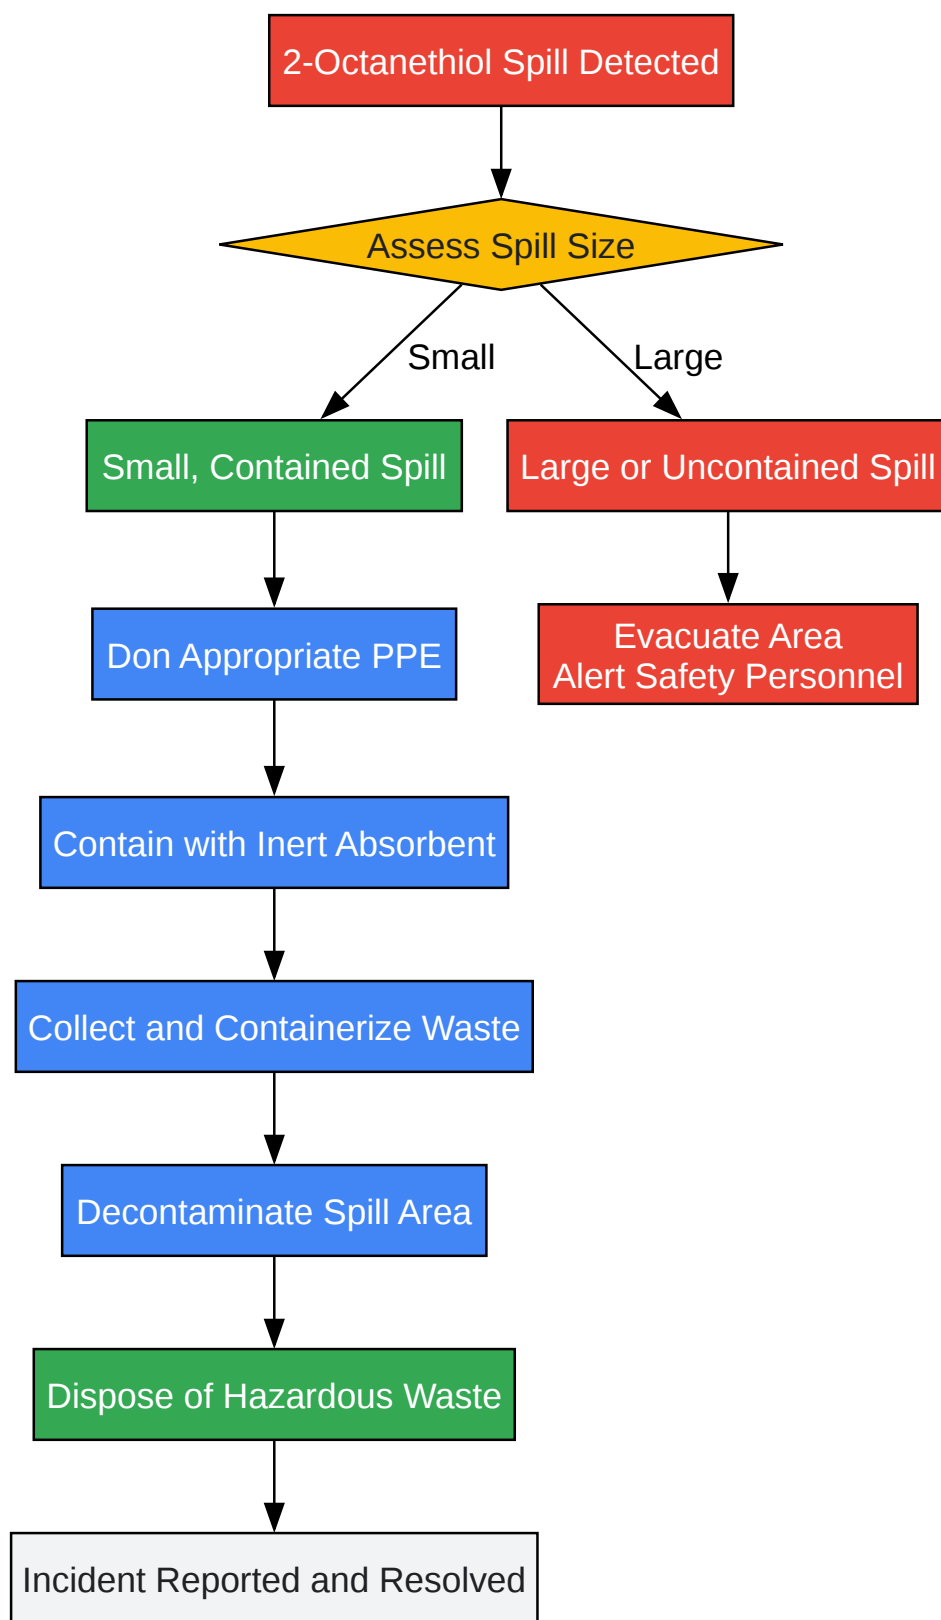 2-Octanethiol Spill Detected
Assess Spill Size
Small
Large
Small, Contained Spill
Large or Uncontained Spill
Don Appropriate PPE
Evacuate Area
Alert Safety Personnel
Contain with Inert Absorbent
Collect and Containerize Waste
Decontaminate Spill Area
Dispose of Hazardous Waste
Incident Reported and Resolved